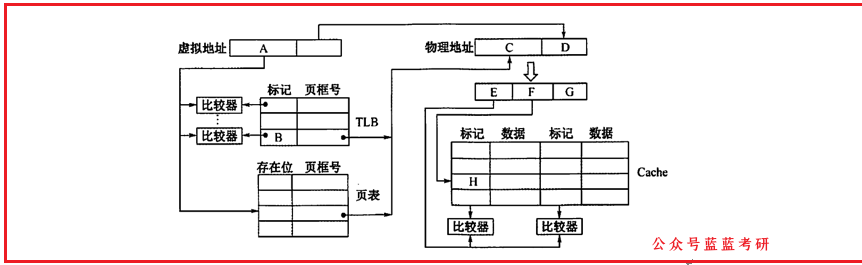 虚拟地址 A
物理地址 C D
E F G
标记 页框号
比较器
比较器 B
TLB
存在位 页框号
页表
标记 数据 标记 数据
H
Cache
比较器 比较器
公众号蓝蓝考研